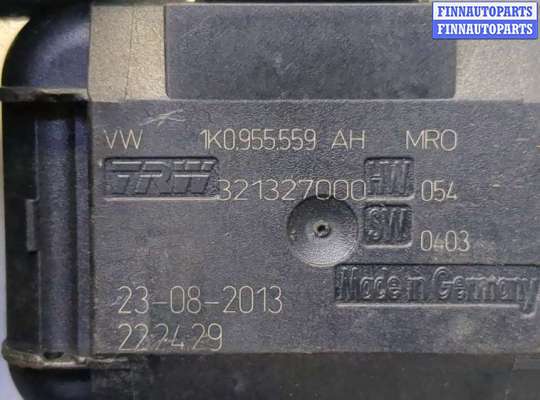 FINNAUTOPARTS
FINNAUTOPARTS
VW 1K0.955.559 AH MRO
TRW 321327000 HW 054
SW 0403
Made in Germany
23-08-2013
22:24:29